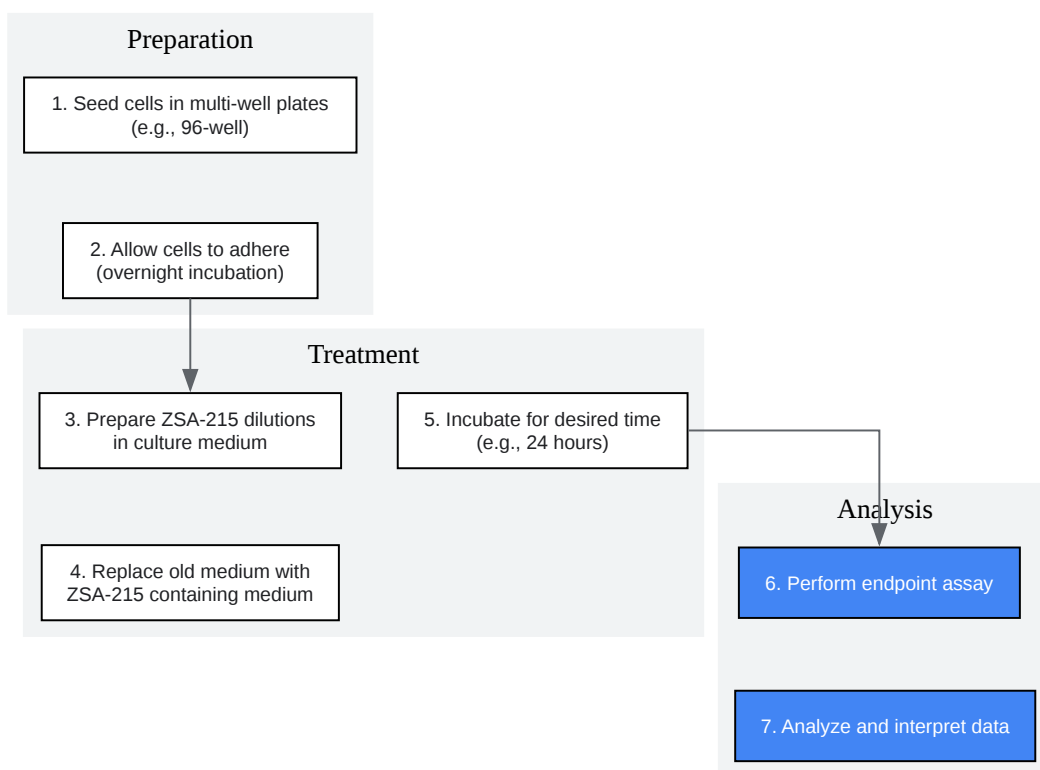 Preparation
1. Seed cells in multi-well plates
(e.g., 96-well)
2. Allow cells to adhere
(overnight incubation)
Treatment
3. Prepare ZSA-215 dilutions
in culture medium
5. Incubate for desired time
(e.g., 24 hours)
4. Replace old medium with
ZSA-215 containing medium
Analysis
6. Perform endpoint assay
7. Analyze and interpret data